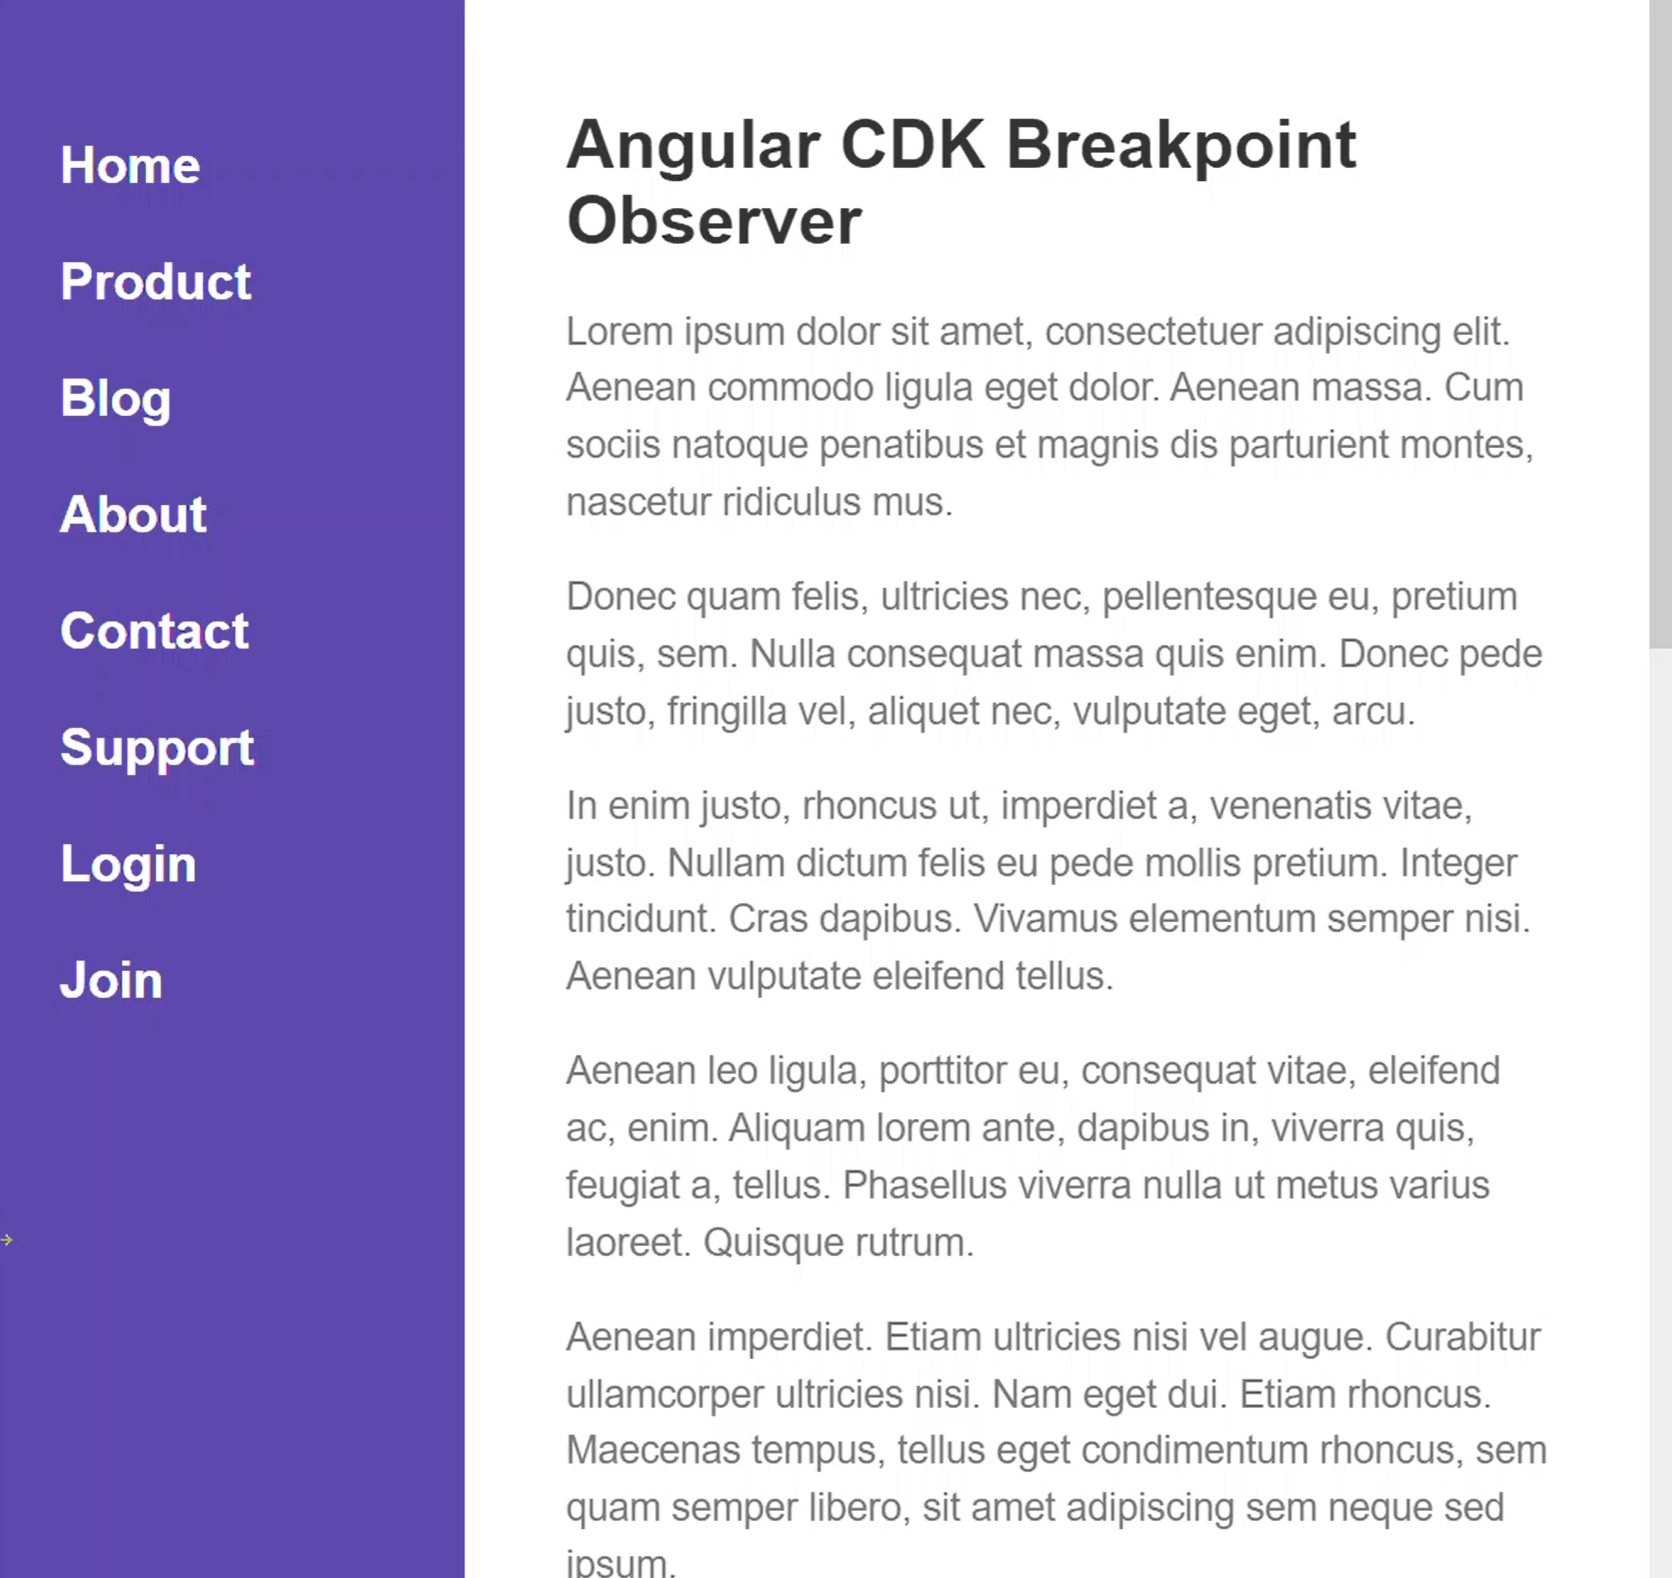 Home
Product
Blog
About
Contact
Support
Login
Join
Angular CDK Breakpoint
Observer
Lorem ipsum dolor sit amet, consectetuer adipiscing elit.
Aenean commodo ligula eget dolor. Aenean massa. Cum
sociis natoque penatibus et magnis dis parturient montes,
nascetur ridiculus mus.
Donec quam felis, ultricies nec, pellentesque eu, pretium
quis, sem. Nulla consequat massa quis enim. Donec pede
justo, fringilla vel, aliquet nec, vulputate eget, arcu.
In enim justo, rhoncus ut, imperdiet a, venenatis vitae,
justo. Nullam dictum felis eu pede mollis pretium. Integer
tincidunt. Cras dapibus. Vivamus elementum semper nisi.
Aenean vulputate eleifend tellus.
Aenean leo ligula, porttitor eu, consequat vitae, eleifend
ac, enim. Aliquam lorem ante, dapibus in, viverra quis,
feugiat a, tellus. Phasellus viverra nulla ut metus varius
laoreet. Quisque rutrum.
Aenean imperdiet. Etiam ultricies nisi vel augue. Curabitur
ullamcorper ultricies nisi. Nam eget dui. Etiam rhoncus.
Maecenas tempus, tellus eget condimentum rhoncus, sem
quam semper libero, sit amet adipiscing sem neque sed
ipsum.